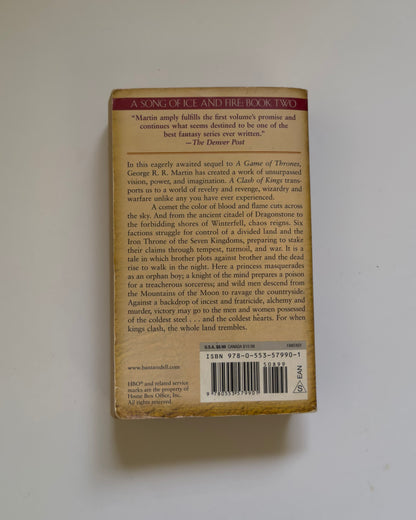 A SONG OF ICE AND FIRE: BOOK TWO
"Martin amply fulfills the first volume's promise and
continues what seems destined to be one of the
best fantasy series ever written."
—The Denver Post
In this eagerly awaited sequel to A Game of Thrones,
George R. R. Martin has created a work of unsurpassed
vision, power, and imagination. A Clash of Kings trans-
ports us to a world of revelry and revenge, wizardry and
warfare unlike any you have ever experienced.
A comet the color of blood and flame cuts across
the sky. And from the ancient citadel of Dragonstone to
the forbidding shores of Winterfell, chaos reigns. Six
factions struggle for control of a divided land and the
Iron Throne of the Seven Kingdoms, preparing to stake
their claims through tempest, turmoil, and war. It is a
tale in which brother plots against brother and the dead
rise to walk in the night. Here a princess masquerades
as an orphan boy; a knight of the mind prepares a poison
for a treacherous sorceress; and wild men descend from
the Mountains of the Moon to ravage the countryside.
Against a backdrop of incest and fratricide, alchemy and
murder, victory may go to the men and women possessed
of the coldest steel . . . and the coldest hearts. For when
kings clash, the whole land trembles.
U.S.A. $8.99 CANADA $10.99 FANTASY
ISBN 978-0-553-57990-1
50899
www.bantamdell.com
EAN
HBO® and related service
marks are the property of
Home Box Office, Inc.
All rights reserved.
9 780553 579901